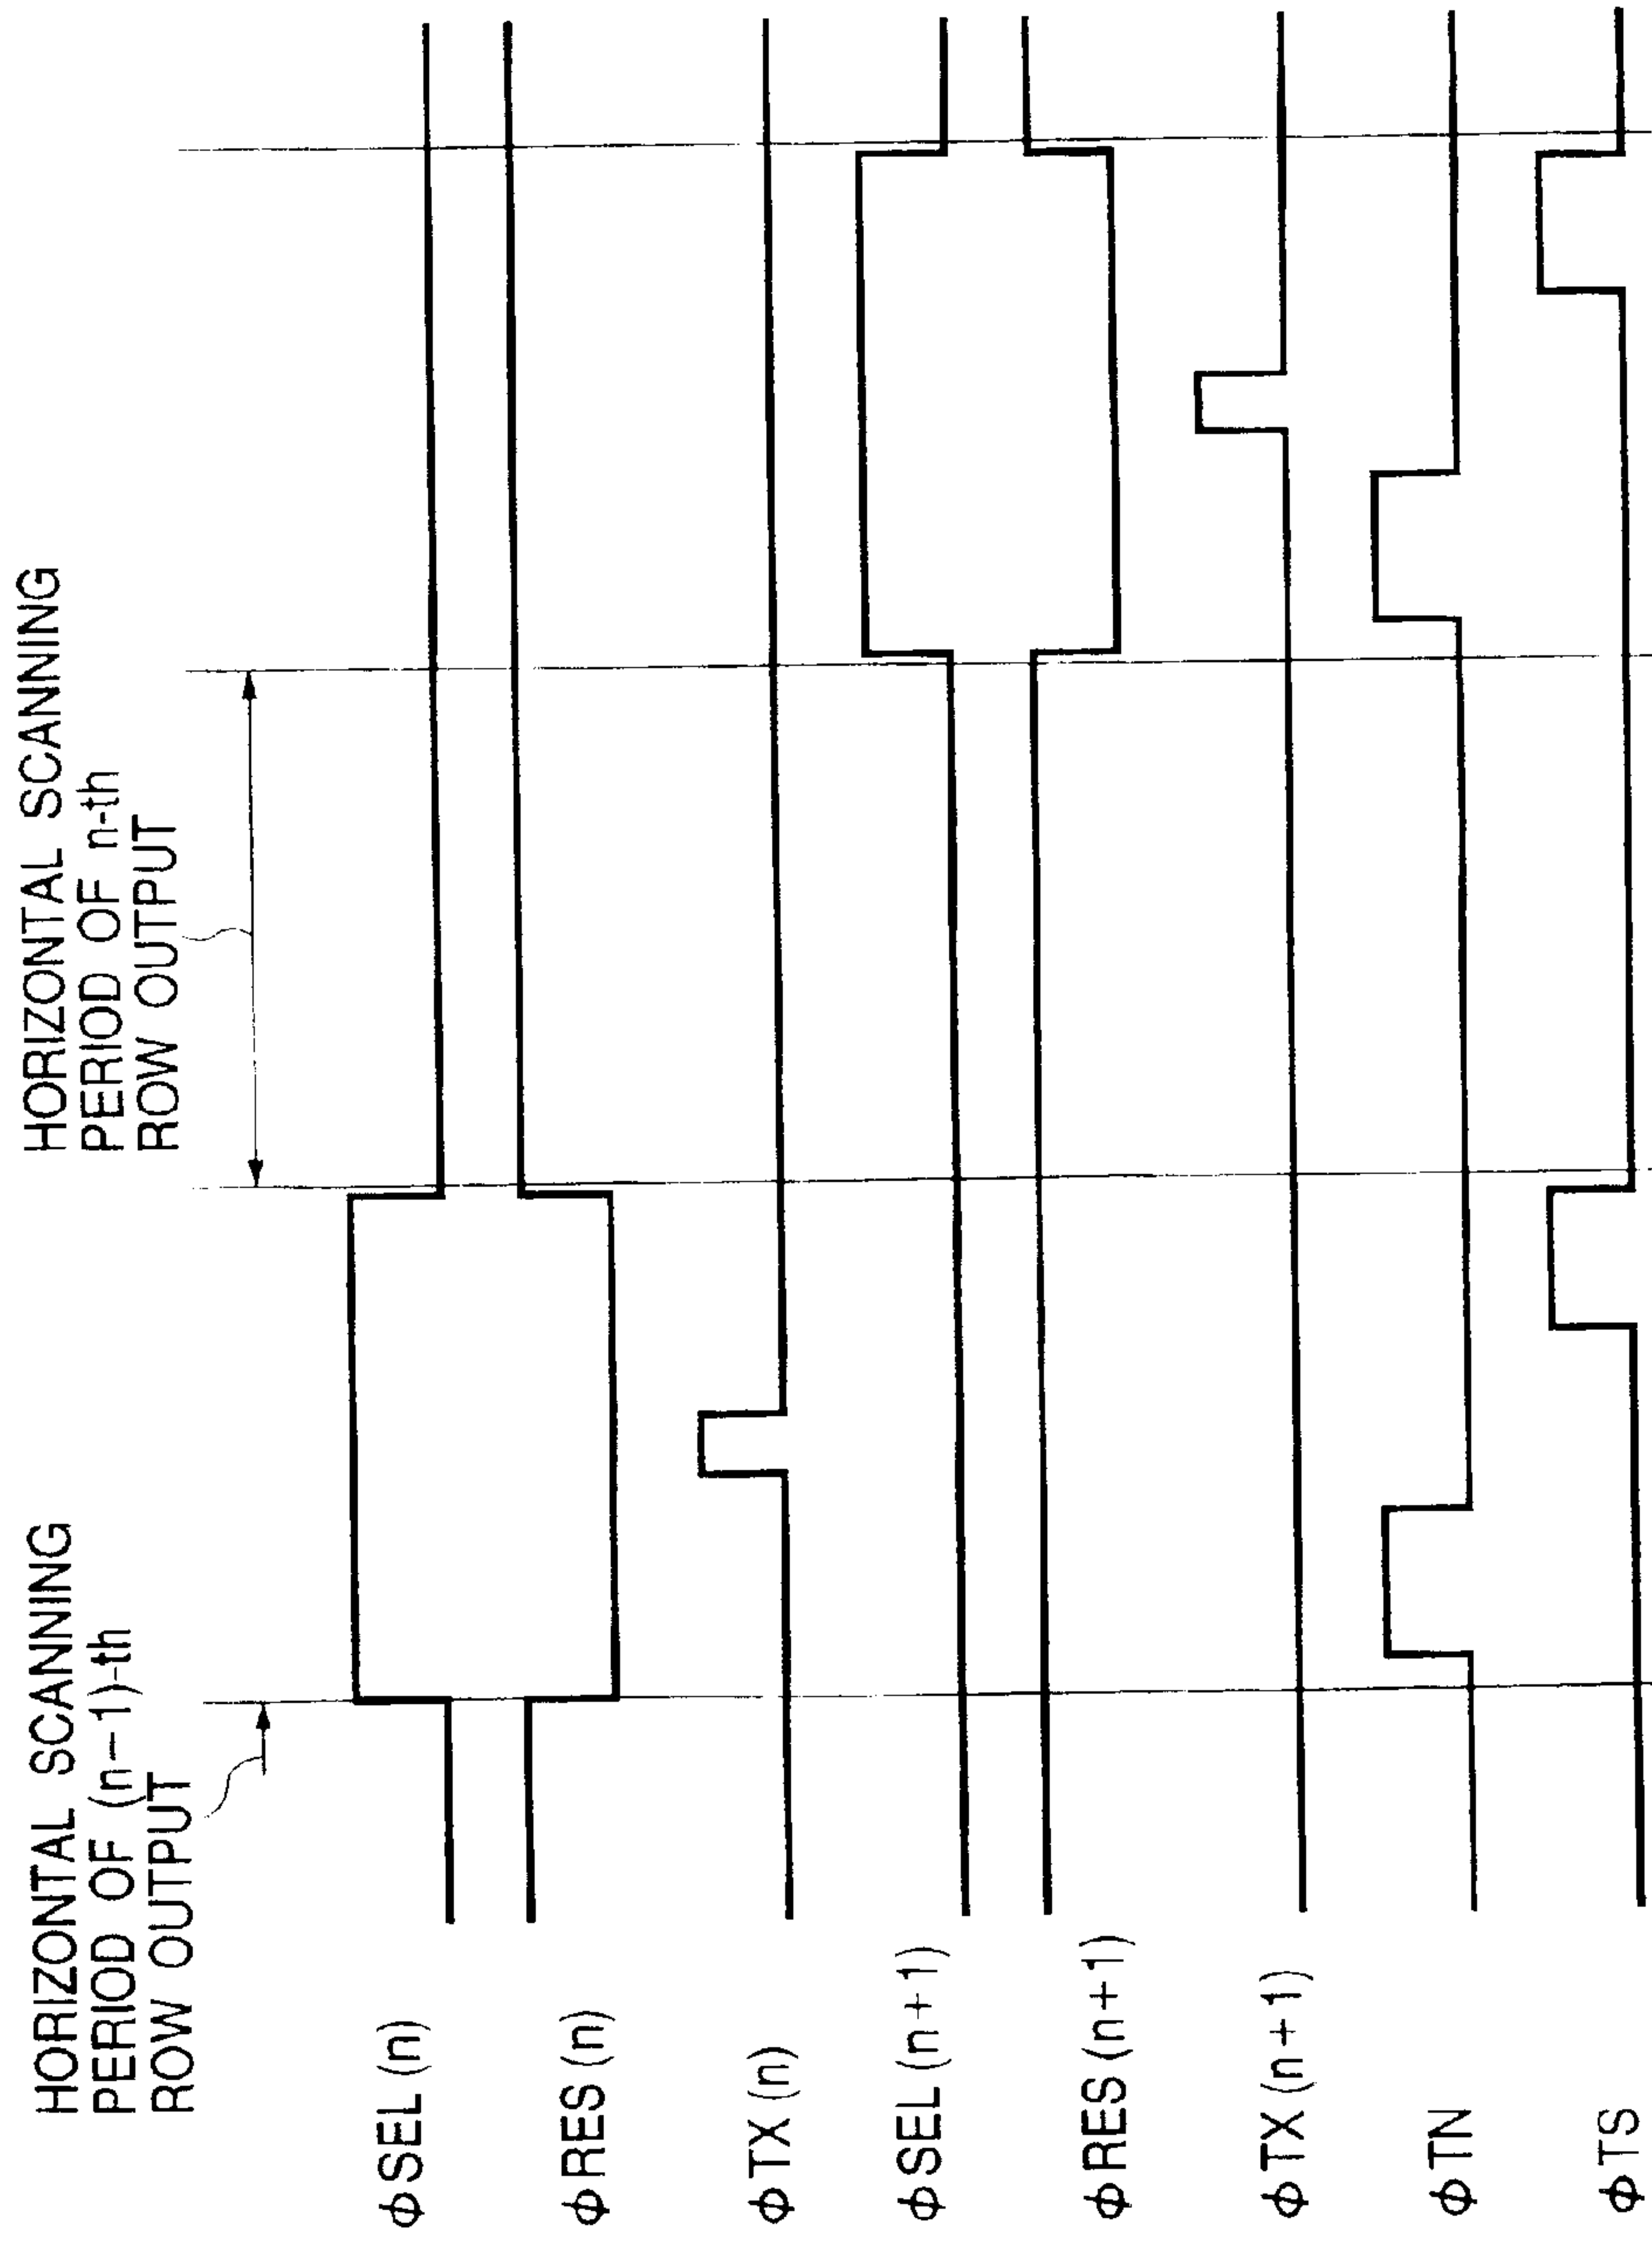 HORIZONTAL SCANNING
PERIOD OF (n−1)-th
ROW OUTPUT
HORIZONTAL SCANNING
PERIOD OF n-th
ROW OUTPUT
ϕSEL (n)
ϕRES (n)
ϕTX (n)
ϕSEL (n+1)
ϕRES (n+1)
ϕTX (n+1)
ϕTN
ϕTS